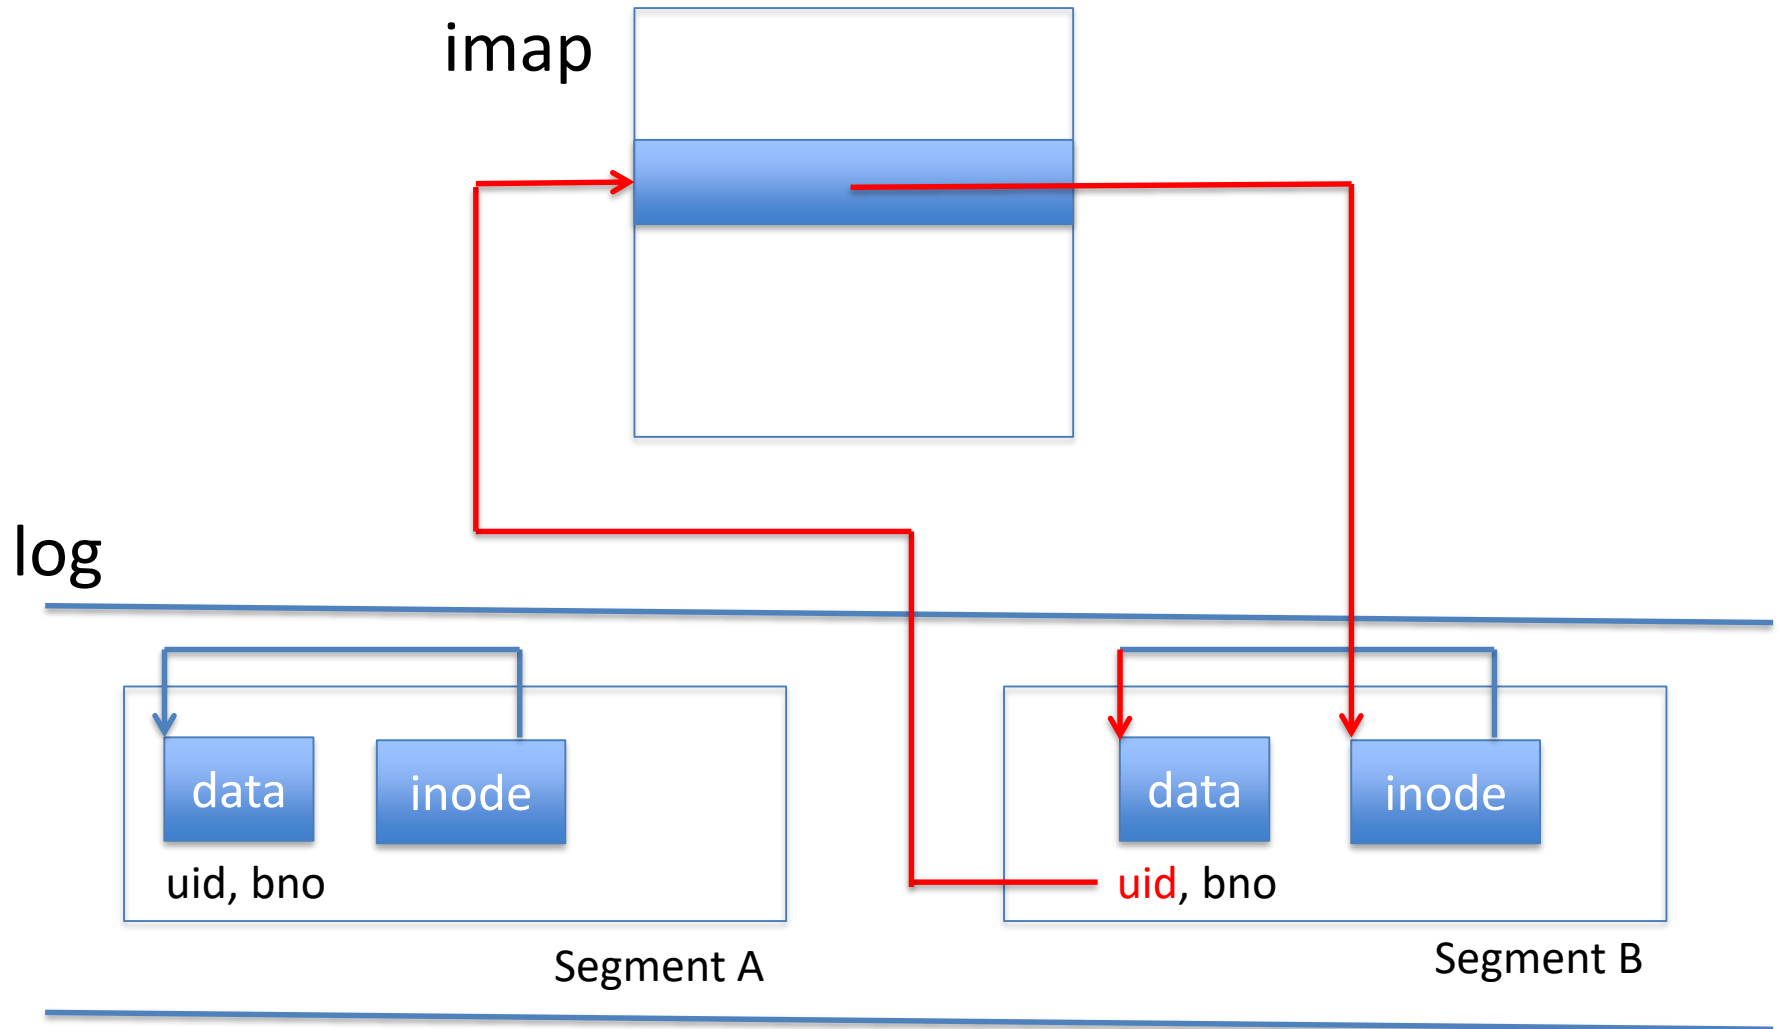 imap
log
data
inode
uid, bno
Segment A
data
inode
uid, bno
Segment B